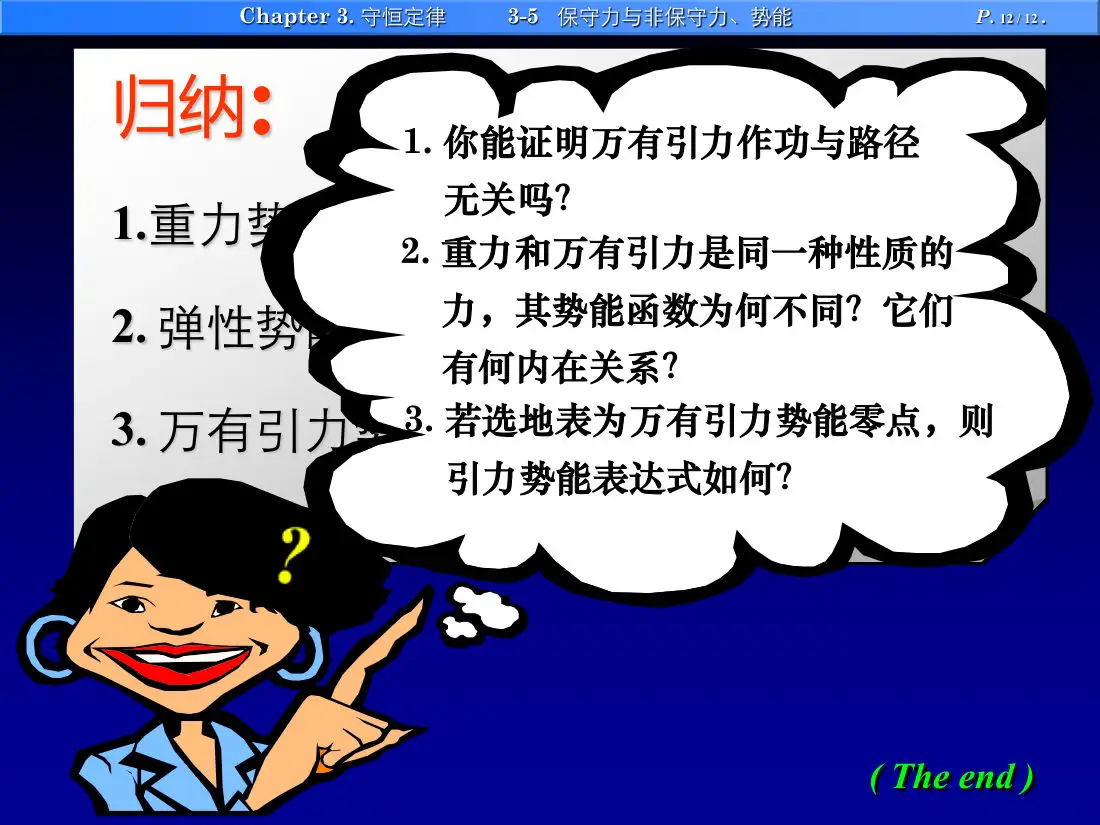 Chapter 3. 守恒定律 3-5 保守力与非保守力、势能 P. 12 / 12 .
归纳:
1.重力势
2. 弹性势能
3. 万有引力势
1. 你能证明万有引力作功与路径
无关吗?
2. 重力和万有引力是同一种性质的
力，其势能函数为何不同? 它们
有何内在关系?
3. 若选地表为万有引力势能零点，则
引力势能表达式如何?
?
( The end )